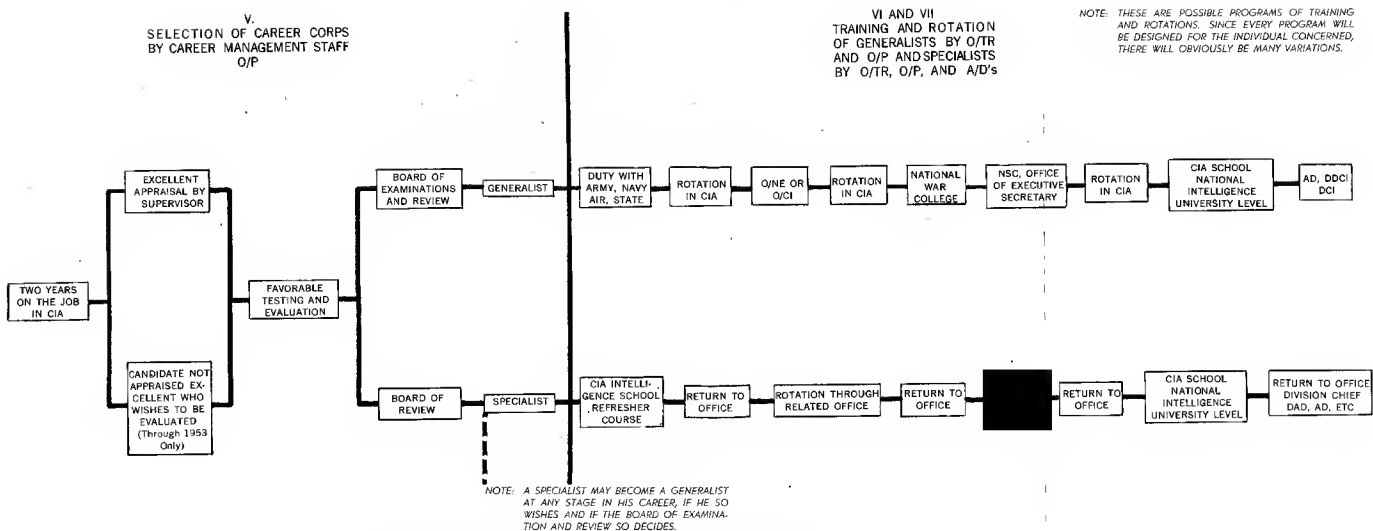 V.
SELECTION OF CAREER CORPS
BY CAREER MANAGEMENT STAFF
O/P
VI AND VII
TRAINING AND ROTATION
OF GENERALISTS BY O/TR
AND O/P AND SPECIALISTS
BY O/TR, O/P, AND A/D's
NOTE: THESE ARE POSSIBLE PROGRAMS OF TRAINING
AND ROTATIONS. SINCE EVERY PROGRAM WILL
BE DESIGNED FOR THE INDIVIDUAL CONCERNED,
THERE WILL OBVIOUSLY BE MANY VARIATIONS.
TWO YEARS
ON THE JOB
IN CIA
EXCELLENT
APPRAISAL BY
SUPERVISOR
CANDIDATE NOT
APPRAISED EX-
CELLENT WHO
WISHES TO BE
EVALUATED
(Through 1953
Only)
FAVORABLE
TESTING AND
EVALUATION
BOARD OF
EXAMINATIONS
AND REVIEW
GENERALIST
DUTY WITH
ARMY, NAVY
AIR, STATE
ROTATION
IN CIA
O/NE OR
O/CI
ROTATION
IN CIA
NATIONAL
WAR
COLLEGE
NSC, OFFICE
OF EXECUTIVE
SECRETARY
ROTATION
IN CIA
CIA SCHOOL
NATIONAL
INTELLIGENCE
UNIVERSITY LEVEL
AD, DDCI
DCI
BOARD OF
REVIEW
SPECIALIST
CIA INTELLI-
GENCE SCHOOL
REFRESHER
COURSE
RETURN TO
OFFICE
ROTATION THROUGH
RELATED OFFICE
RETURN TO
OFFICE
RETURN TO
OFFICE
CIA SCHOOL
NATIONAL
INTELLIGENCE
UNIVERSITY LEVEL
RETURN TO OFFICE
DIVISION CHIEF
DAD, AD, ETC
NOTE: A SPECIALIST MAY BECOME A GENERALIST
AT ANY STAGE IN HIS CAREER, IF HE SO
WISHES AND IF THE BOARD OF EXAMINA-
TION AND REVIEW SO DECIDES.